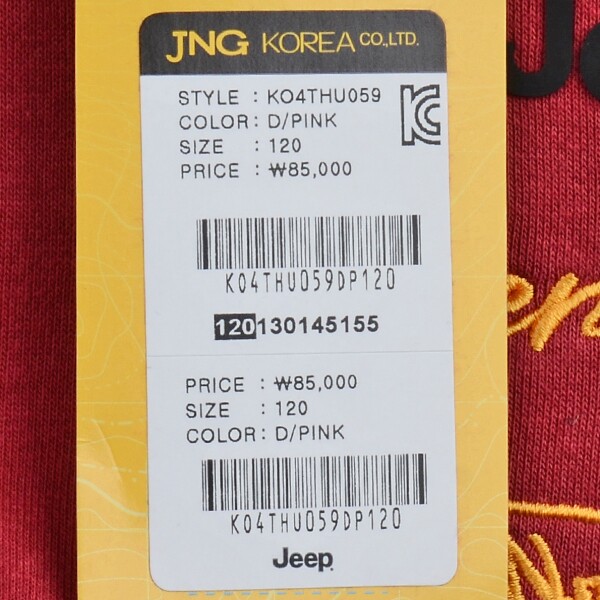 JNG KOREA CO.,LTD.
STYLE : KO4THU059
COLOR : D/PINK
SIZE : 120
PRICE : ₩85,000
KO4THU059DP120
120130145155
PRICE : ₩85,000
SIZE : 120
COLOR : D/PINK
KO4THU059DP120
Jeep